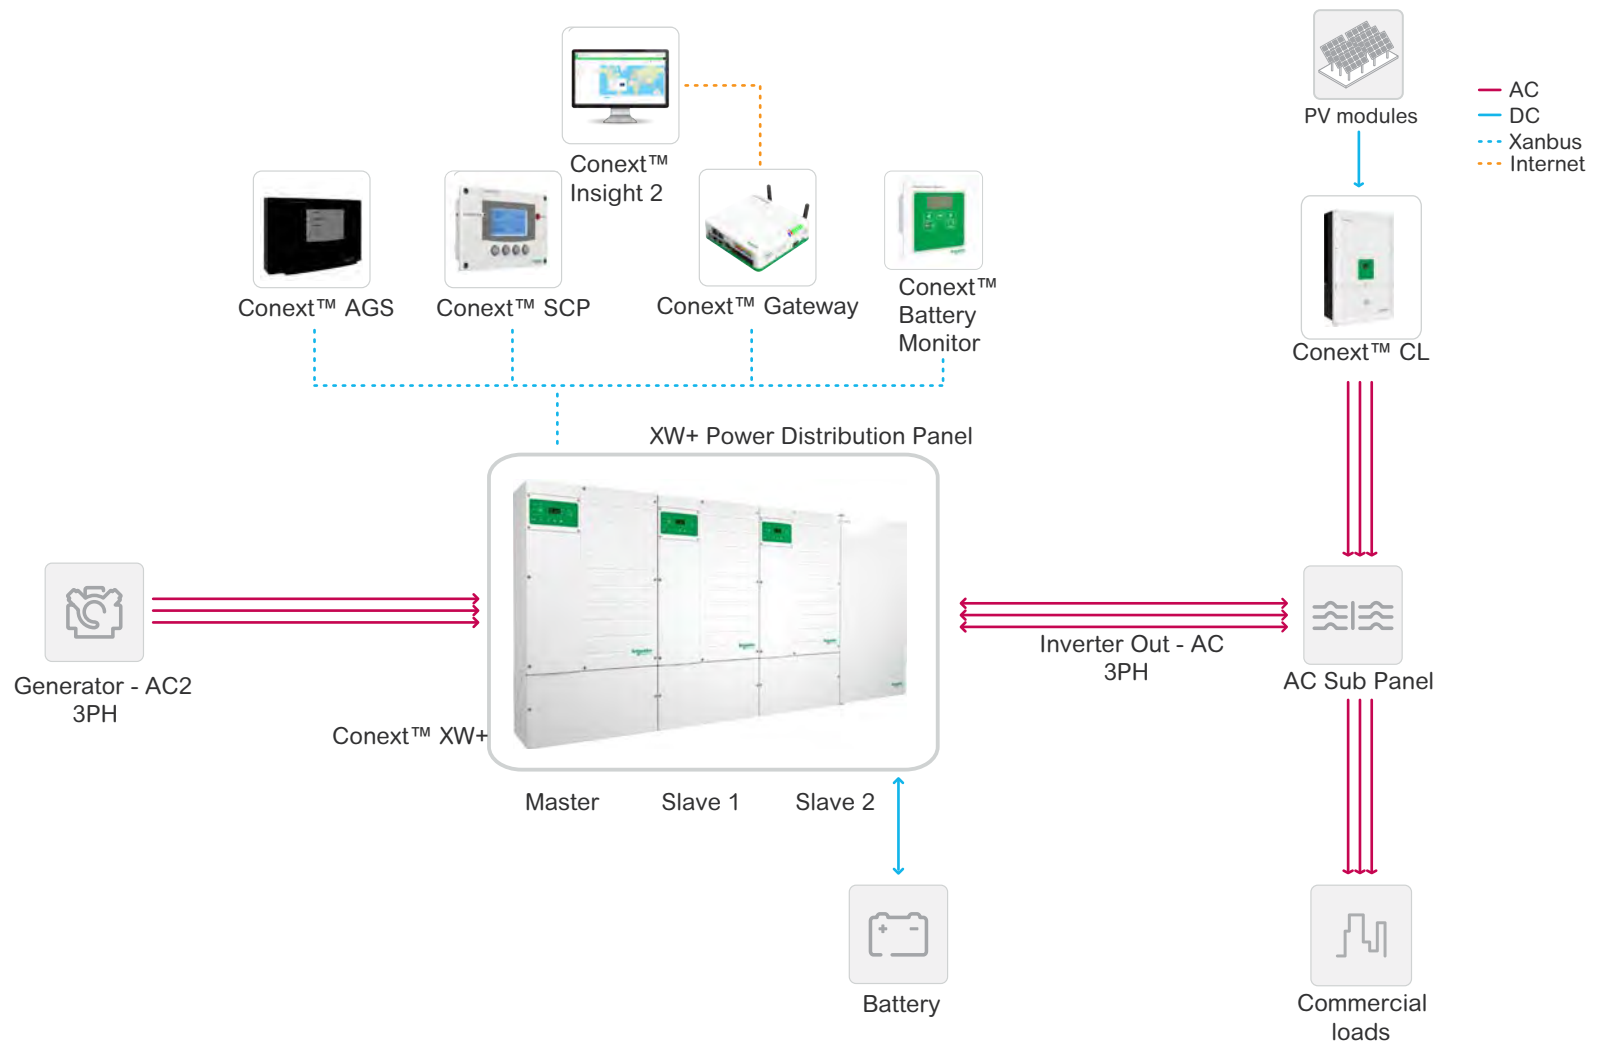 PV modules
AC
DC
Xanbus
Internet
Conext™
Insight 2
Conext™ AGS
Conext™ SCP
Conext™ Gateway
Conext™
Battery
Monitor
Conext™ CL
XW+ Power Distribution Panel
Generator - AC2
3PH
Conext™ XW+
Inverter Out - AC
3PH
AC Sub Panel
Master
Slave 1
Slave 2
Battery
Commercial
loads